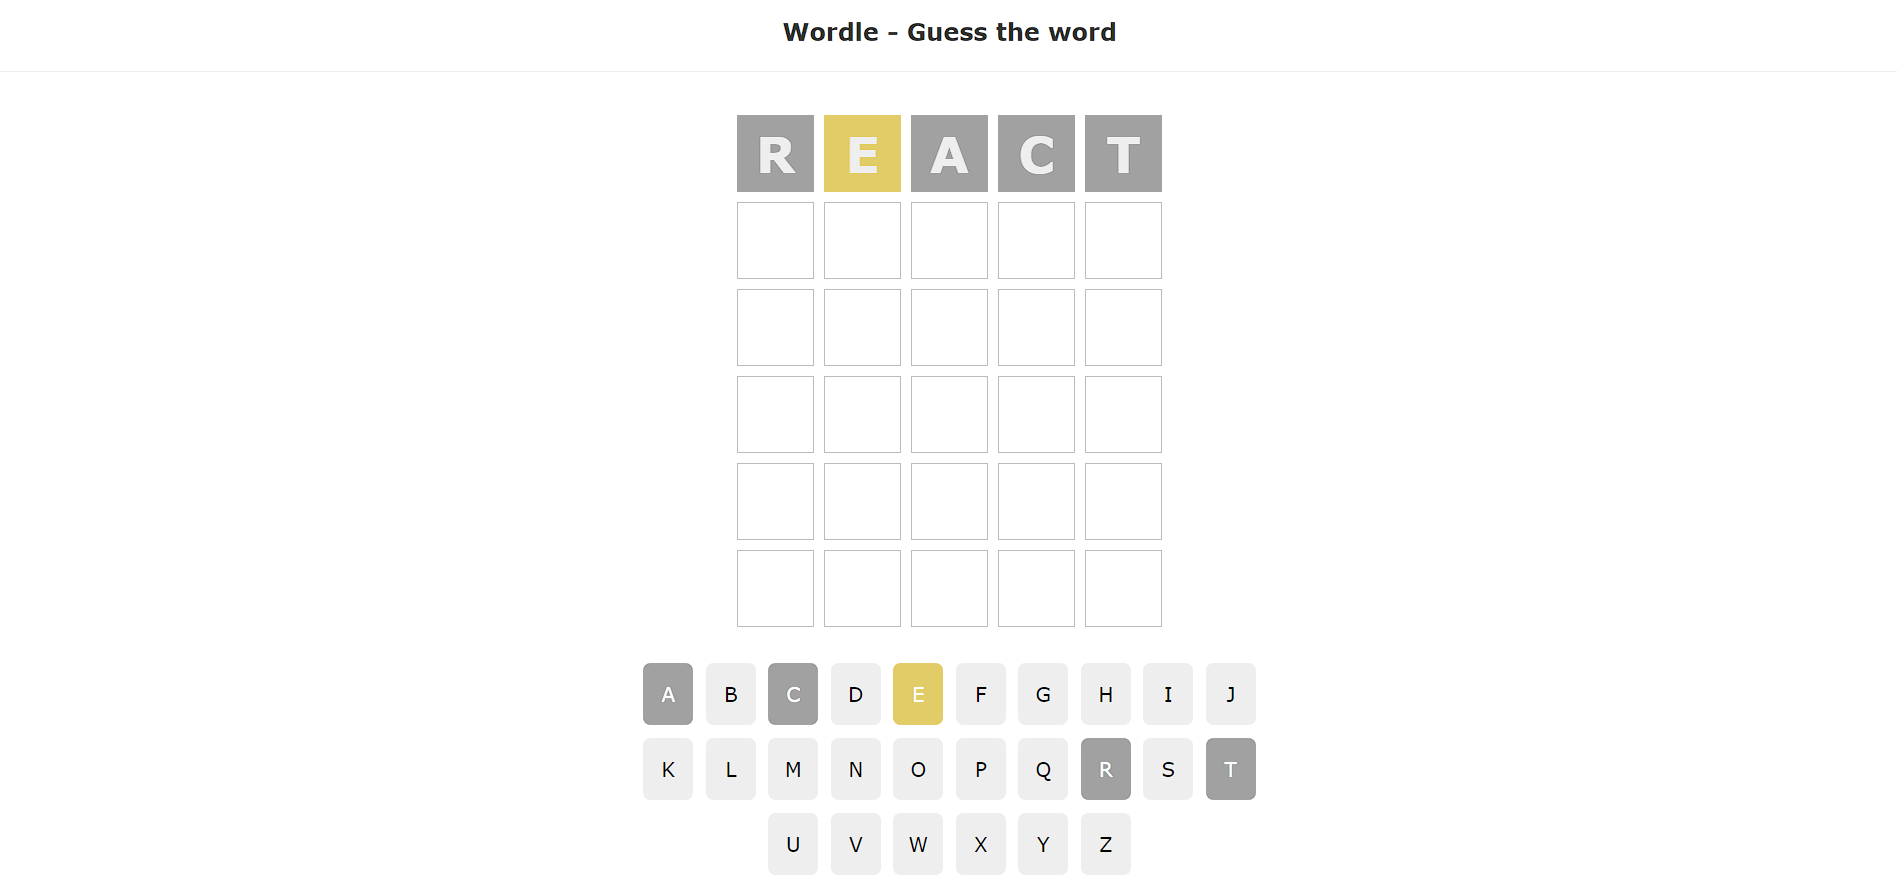 Wordle - Guess the word
R E A C T
A B C D E F G H I J
K L M N O P Q R S T
U V W X Y Z